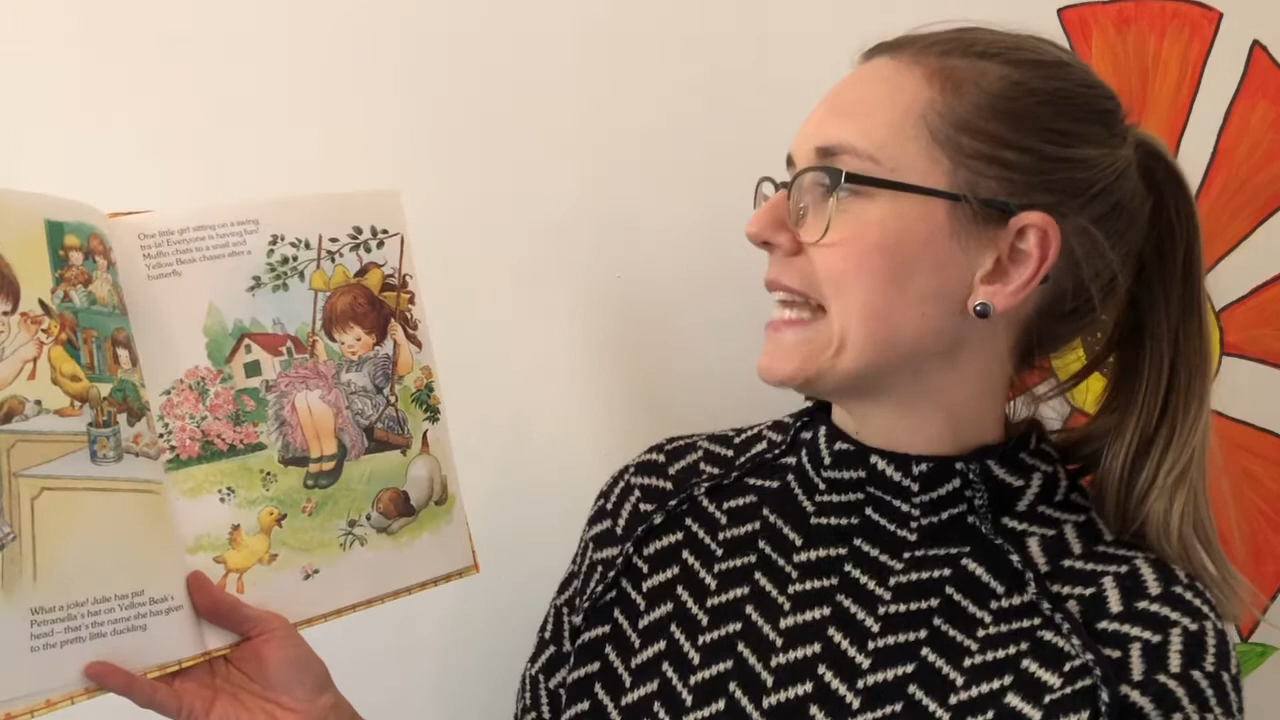 What a joke! Julie has put
Petranella's hat on Yellow Beak's
head – that's the name she has given
to the pretty little duckling.
One little girl sitting on a swing,
tra-la! Everyone is having fun!
Muffin chats to a snail and
Yellow Beak chases after a
butterfly.